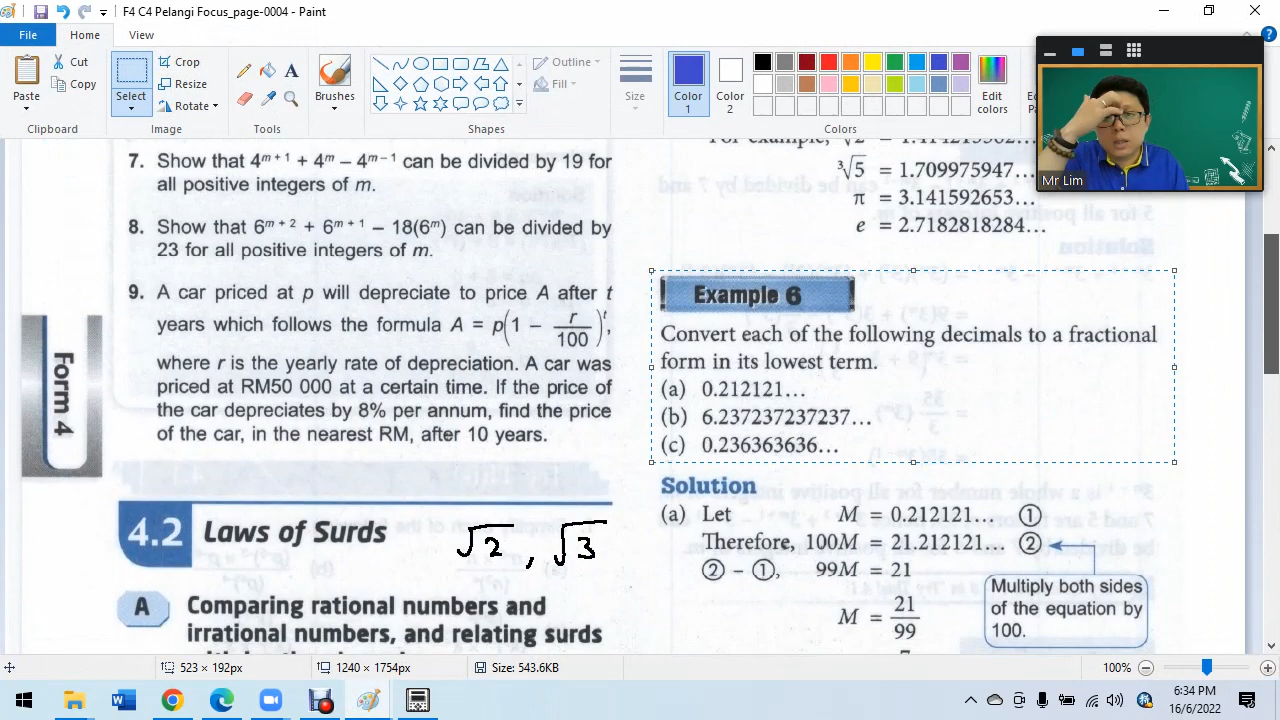 F4 C4 Pelangi Focus_page-0004 - Paint
File
Home
View
Paste
Cut
Copy
Clipboard
Select
Crop
Resize
Rotate
Image
Tools
Brushes
Shapes
Outline
Fill
Size
Color 1
Color 2
Colors
Edit colors
Mr Lim
7. Show that 4^{m+1} + 4^m – 4^{m–1} can be divided by 19 for
all positive integers of m.
8. Show that 6^{m+2} + 6^{m+1} – 18(6^m) can be divided by
23 for all positive integers of m.
9. A car priced at p will depreciate to price A after t
years which follows the formula A = p(1 – r/100)^t,
where r is the yearly rate of depreciation. A car was
priced at RM50 000 at a certain time. If the price of
the car depreciates by 8% per annum, find the price
of the car, in the nearest RM, after 10 years.
Form 4
4.2 Laws of Surds
√2 , √3
A Comparing rational numbers and
irrational numbers, and relating surds
∛5 = 1.709975947…
π = 3.141592653…
e = 2.7182818284…
Example 6
Convert each of the following decimals to a fractional
form in its lowest term.
(a) 0.212121…
(b) 6.237237237237…
(c) 0.236363636…
Solution
(a) Let M = 0.212121… ①
Therefore, 100M = 21.212121… ②
② – ①, 99M = 21
M = 21/99
Multiply both sides
of the equation by
100.
523 × 192px
1240 × 1754px
Size: 543.6KB
100%
6:34 PM
16/6/2022